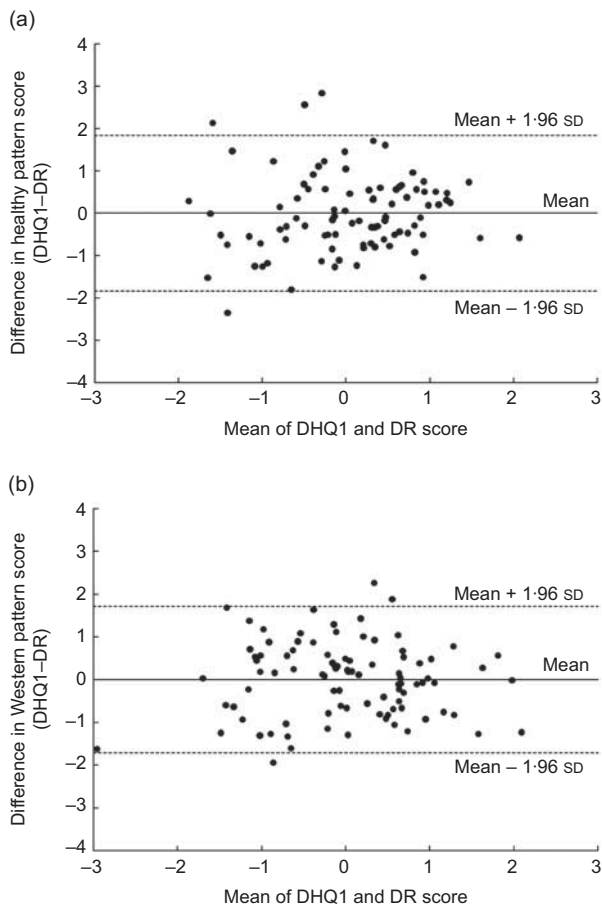 (a)
4
3
2
1
0
–1
–2
–3
–4
Difference in healthy pattern score
(DHQ1–DR)
Mean + 1·96 SD
Mean
Mean – 1·96 SD
–3
–2
–1
0
1
2
3
Mean of DHQ1 and DR score
(b)
4
3
2
1
0
–1
–2
–3
–4
Difference in Western pattern score
(DHQ1–DR)
Mean + 1·96 SD
Mean
Mean – 1·96 SD
–3
–2
–1
0
1
2
3
Mean of DHQ1 and DR score